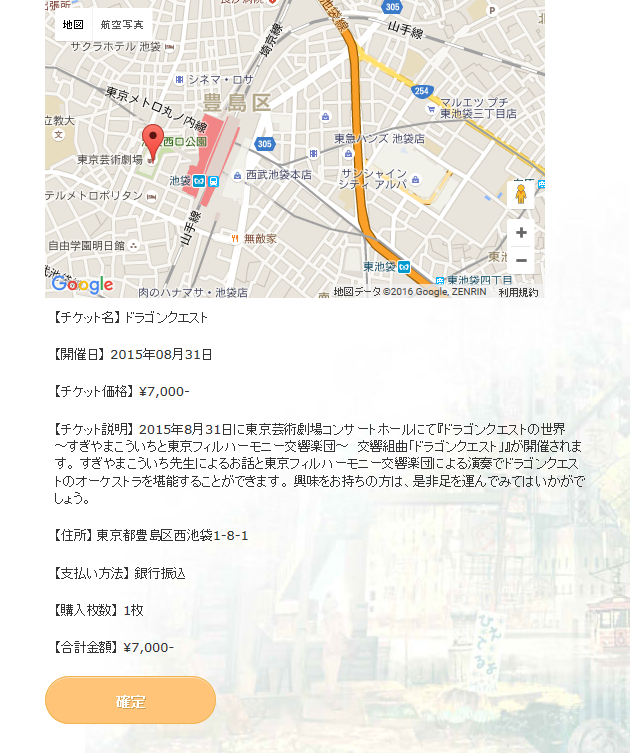 張所
長汐病院
池袋線
山手線
305
地図
航空写真
サクラホテル 池袋
埼京線
シネマ・ロサ
豊島区
254
東京メトロ丸ノ内線
マルエツ プチ
東池袋三丁目店
立教大
西口公園
305
東急ハンズ 池袋店
東京芸術劇場
池袋
西武池袋本店
サンシャイン
シティ アルパ
テルメトロポリタン
山手線
無敵家
自由学園明日館
東池袋
東池袋四丁目
Google
肉のハナマサ・池袋店
地図データ ©2016 Google, ZENRIN
利用規約
【チケット名】 ドラゴンクエスト
【開催日】 2015年08月31日
【チケット価格】 ¥7,000-
【チケット説明】 2015年8月31日に東京芸術劇場コンサートホールにて『ドラゴンクエストの世界
～すぎやまこういちと東京フィルハーモニー交響楽団～　交響組曲「ドラゴンクエスト」』が開催されま
す。 すぎやまこういち先生によるお話と東京フィルハーモニー交響楽団による演奏でドラゴンクエス
トのオーケストラを堪能することができます。 興味をお持ちの方は、是非足を運んでみてはいかがで
しょう。
【住所】 東京都豊島区西池袋1-8-1
【支払い方法】 銀行振込
【購入枚数】 1枚
【合計金額】 ¥7,000-
確定